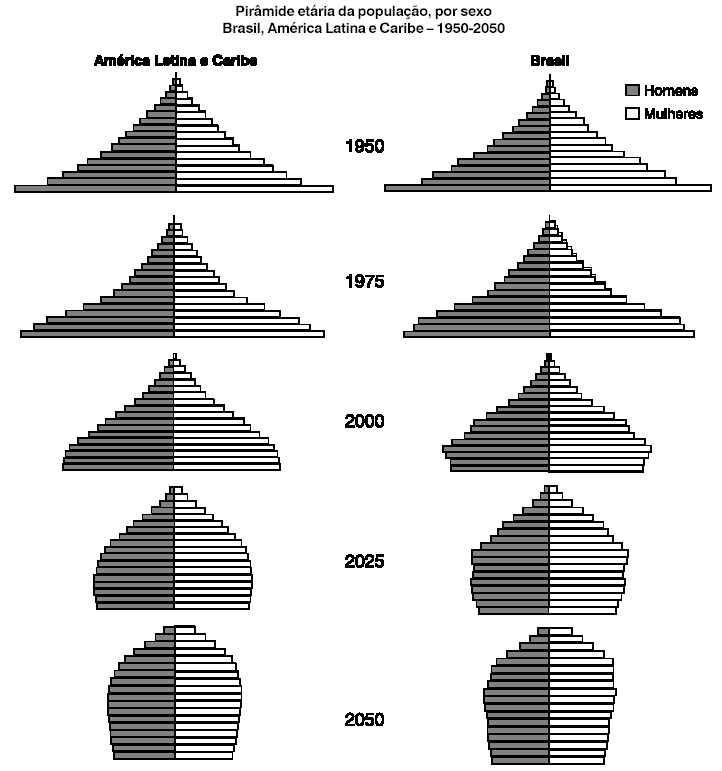 Pirâmide etária da população, por sexo
Brasil, América Latina e Caribe – 1950-2050
América Latina e Caribe
Brasil
Homens
Mulheres
1950
1975
2000
2025
2050